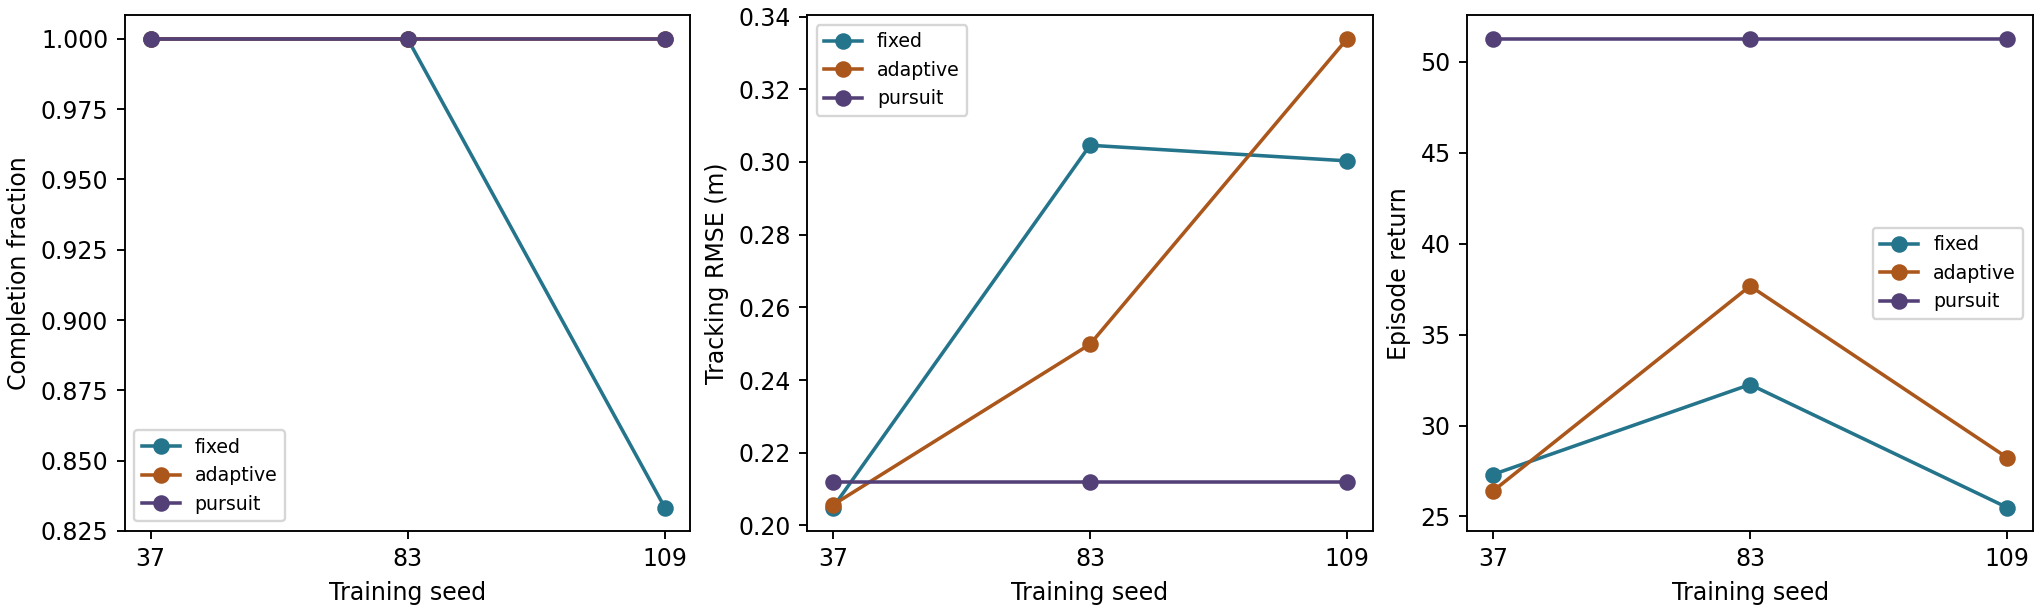 Completion fraction
1.000
0.975
0.950
0.925
0.900
0.875
0.850
0.825
fixed
adaptive
pursuit
37
83
109
Training seed
Tracking RMSE (m)
0.34
0.32
0.30
0.28
0.26
0.24
0.22
0.20
fixed
adaptive
pursuit
37
83
109
Training seed
Episode return
50
45
40
35
30
25
fixed
adaptive
pursuit
37
83
109
Training seed